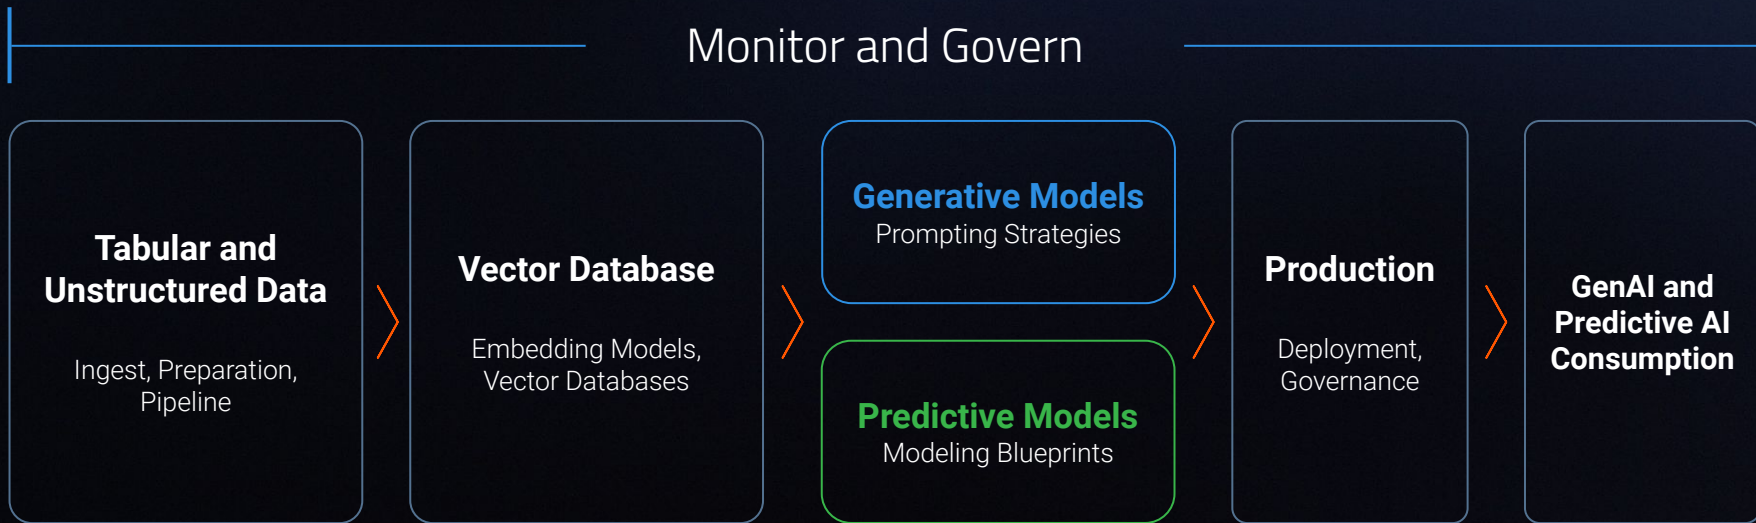 Monitor and Govern
Tabular and
Unstructured Data
Ingest, Preparation,
Pipeline
Vector Database
Embedding Models,
Vector Databases
Generative Models
Prompting Strategies
Predictive Models
Modeling Blueprints
Production
Deployment,
Governance
GenAI and
Predictive AI
Consumption